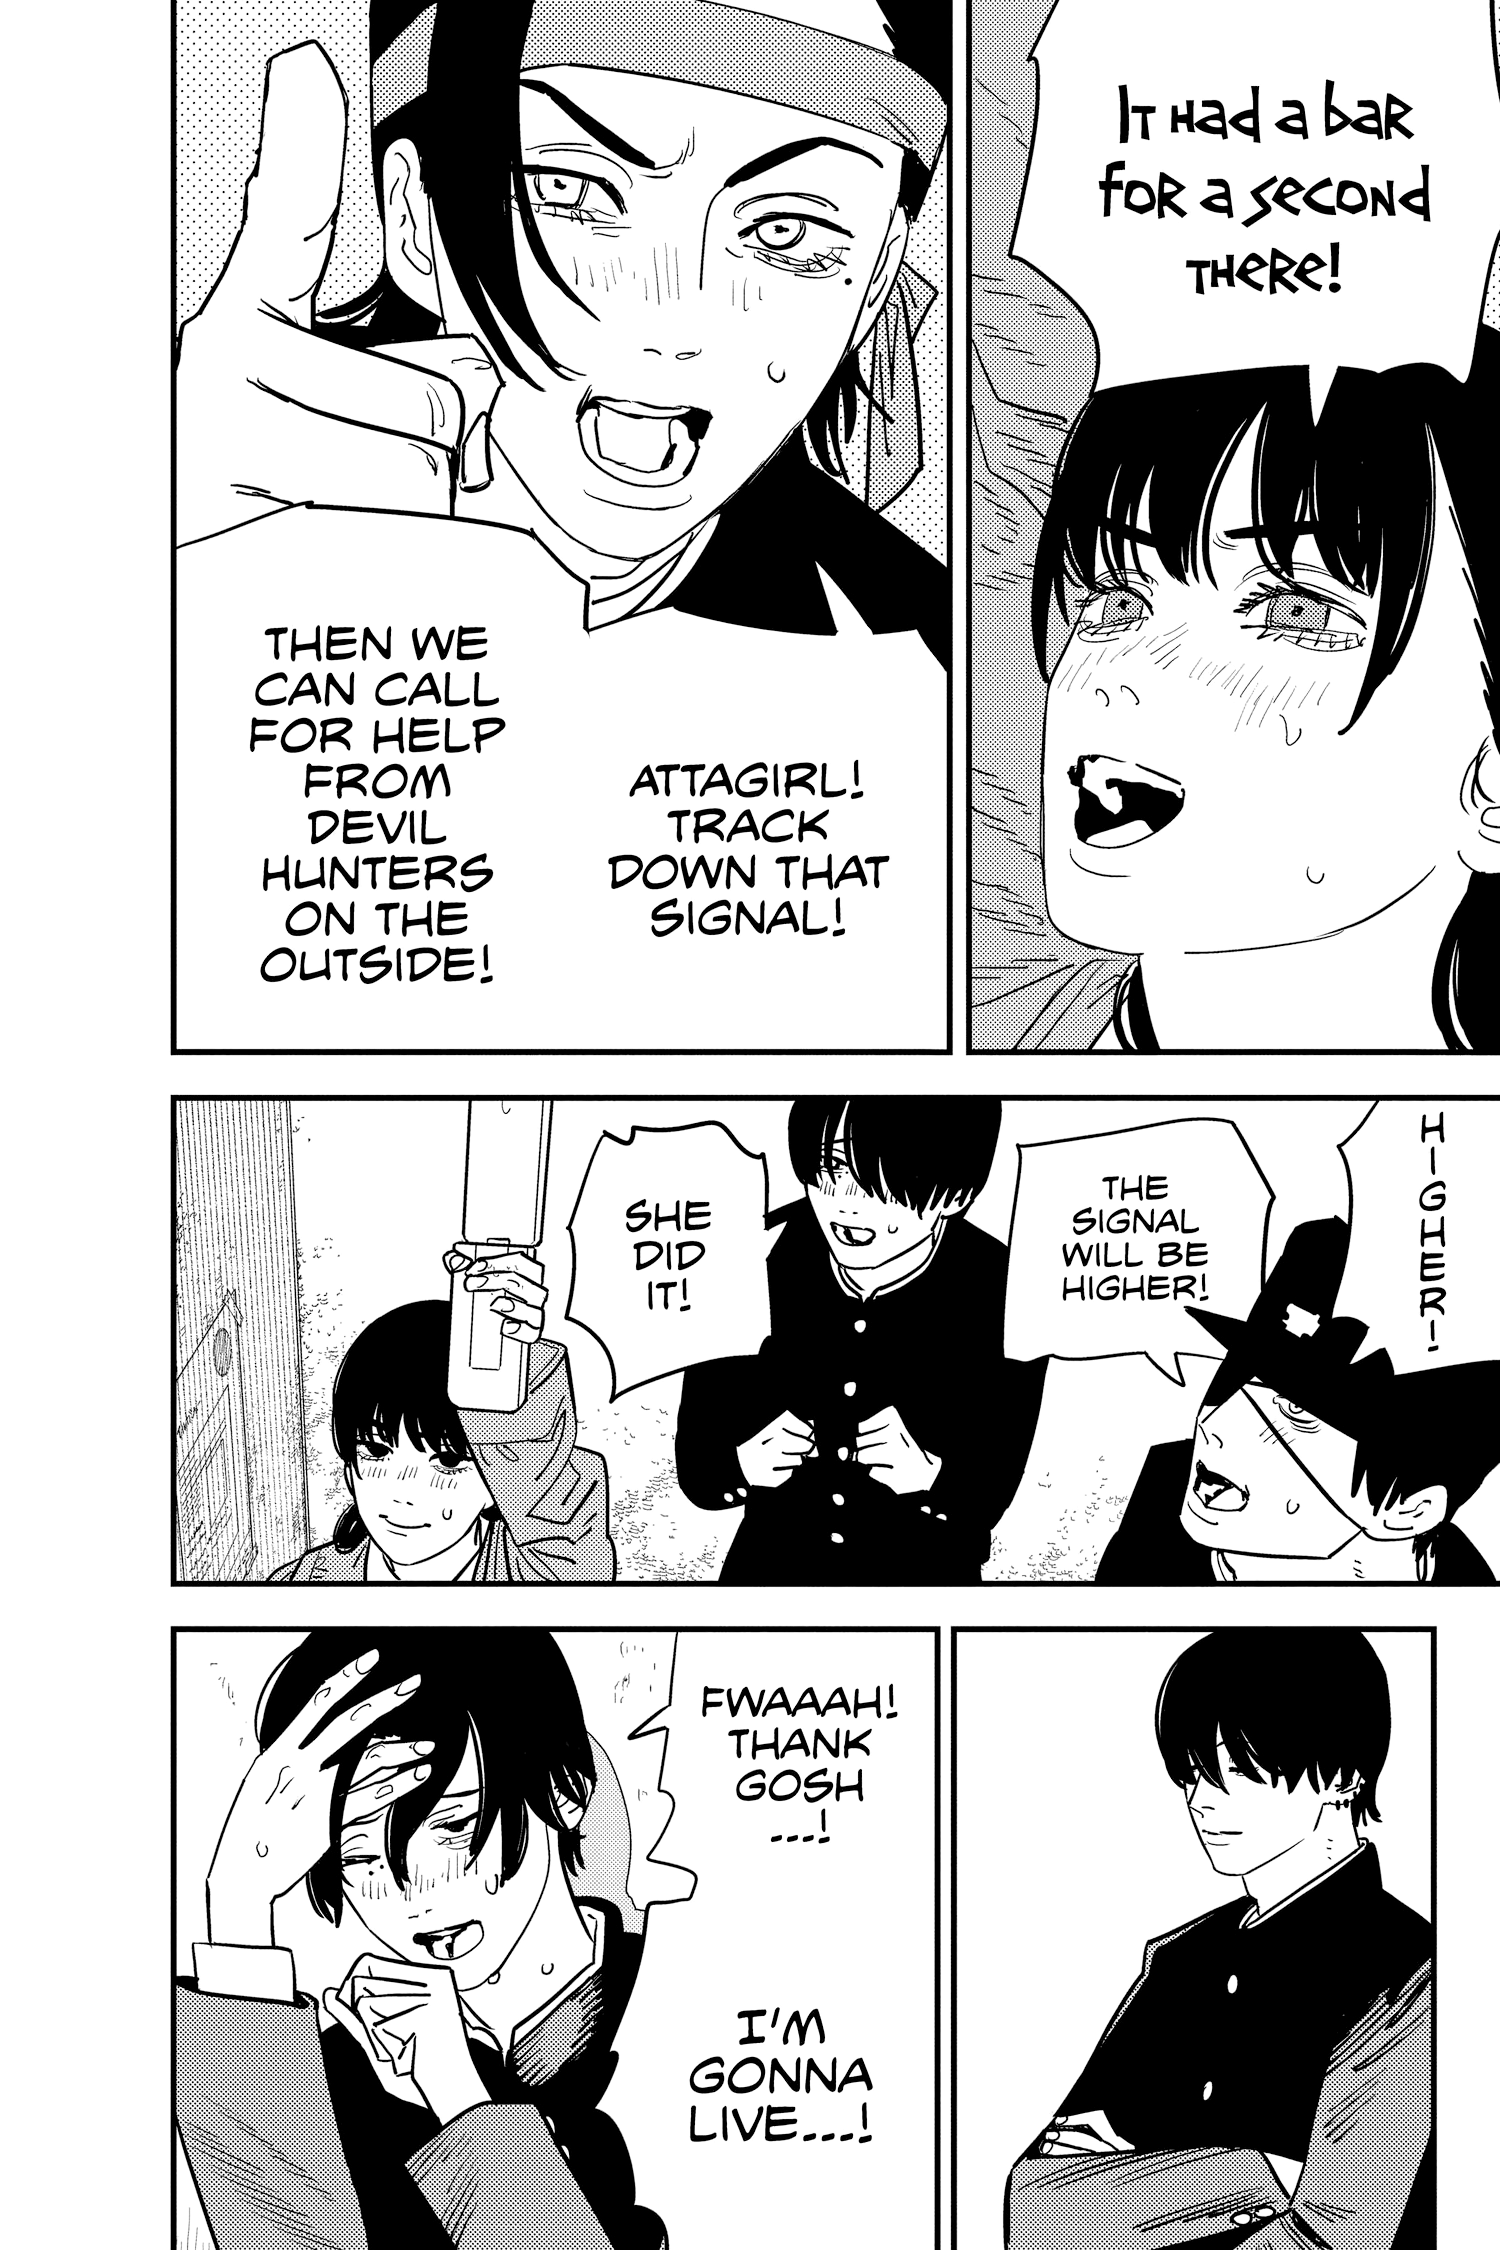 It had a bar
for a second
there!
ATTAGIRL!
TRACK
DOWN THAT
SIGNAL!
THEN WE
CAN CALL
FOR HELP
FROM
DEVIL
HUNTERS
ON THE
OUTSIDE!
HIGHER!
THE
SIGNAL
WILL BE
HIGHER!
SHE
DID
IT!
FWAAAH!
THANK
GOSH
...!
I'M
GONNA
LIVE...!